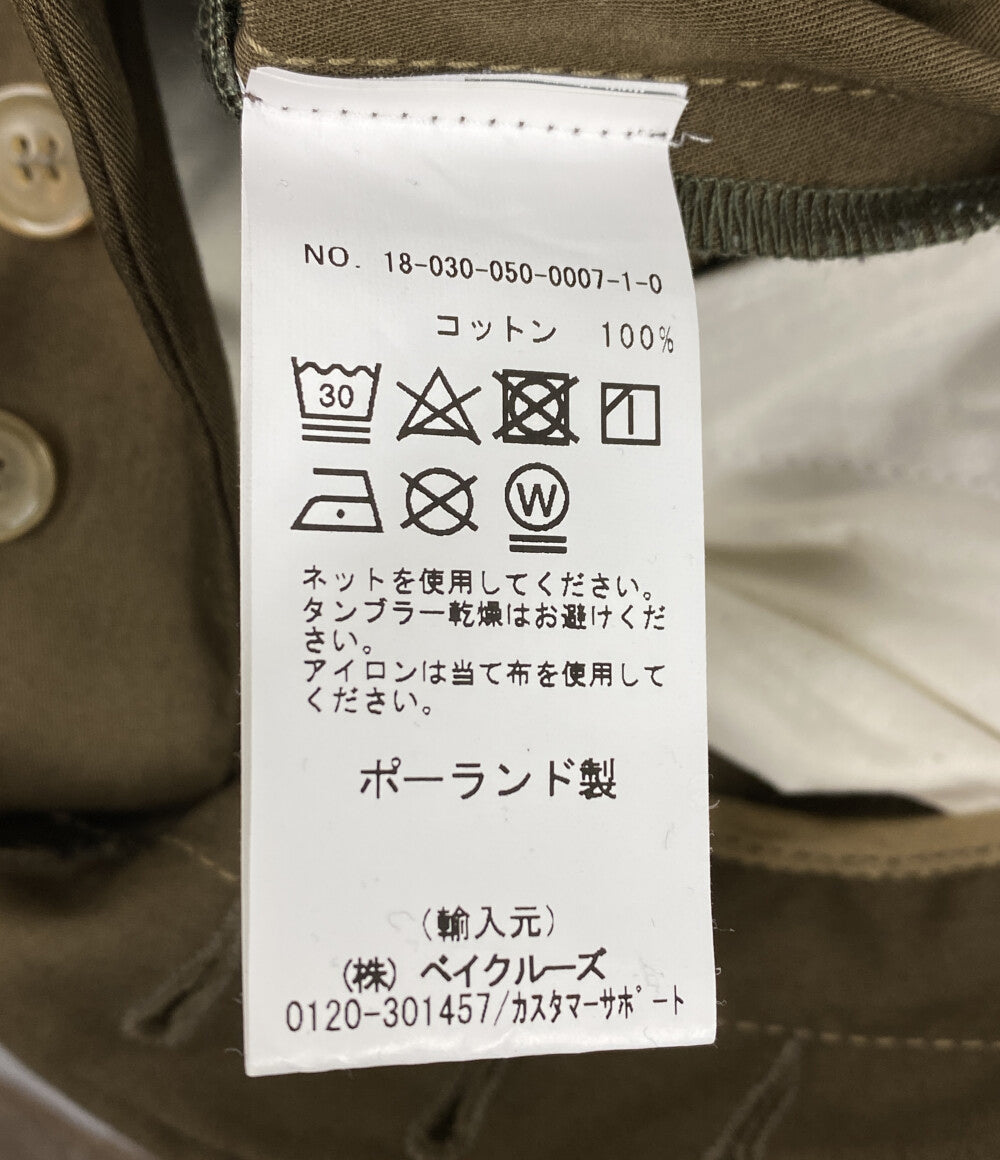 NO. 18-030-050-0007-1-0
コットン 100%
30
W
ネットを使用してください。
タンブラー乾燥はお避けくだ
さい。
アイロンは当て布を使用して
ください。
ポーランド製
(輸入元)
(株) ベイクルーズ
0120-301457/カスタマーサポート